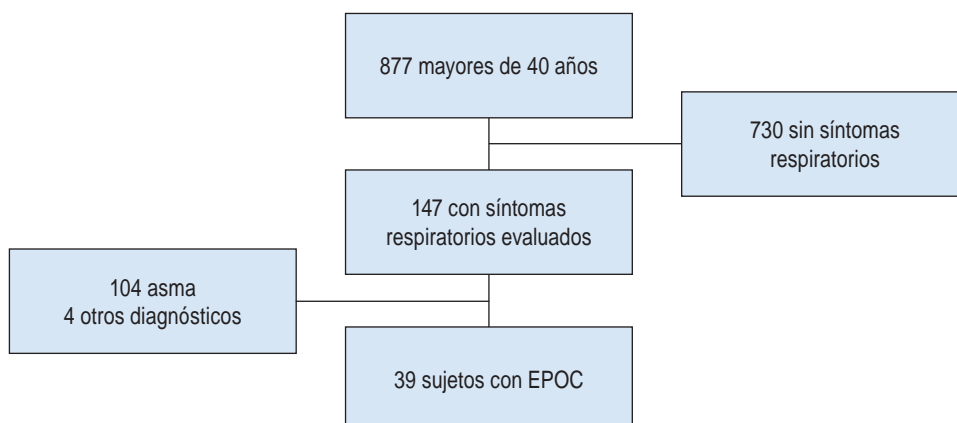 877 mayores de 40 años
730 sin síntomas
respiratorios
147 con síntomas
respiratorios evaluados
104 asma
4 otros diagnósticos
39 sujetos con EPOC